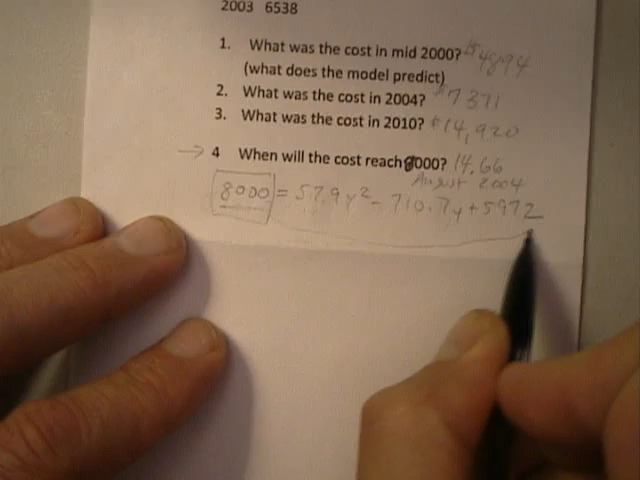 2003 6538
1. What was the cost in mid 2000? $4894
(what does the model predict)
2. What was the cost in 2004? $7371
3. What was the cost in 2010? $14,920
→ 4 When will the cost reach 8000? 14.66
August 2004
8000 = 57.9y² - 710.7y + 5972